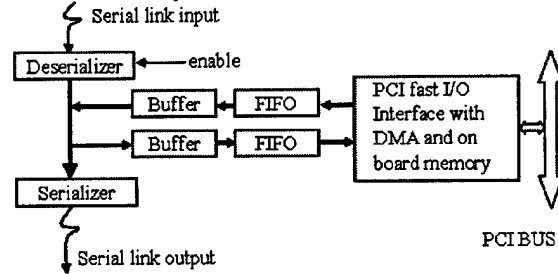 Serial link input
Deserializer
enable
Buffer
FIFO
Buffer
FIFO
PCI fast I/O
Interface with
DMA and on
board memory
Serializer
Serial link output
PCI BUS